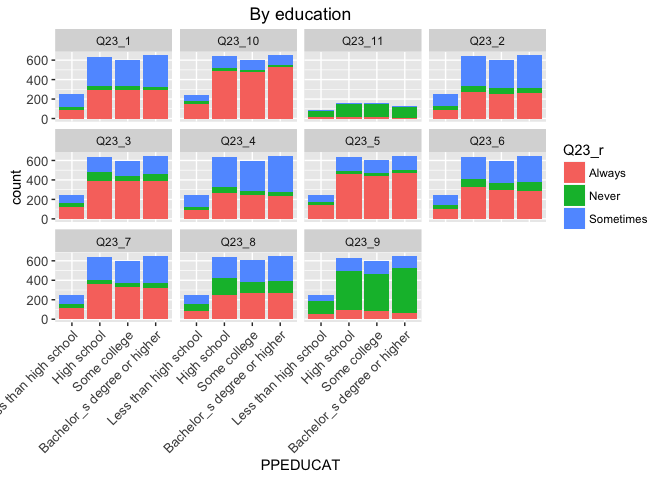 By education
Q23_1 Q23_10 Q23_11 Q23_2
600
400
200
0
Q23_3 Q23_4 Q23_5 Q23_6
600
400
200
0
Q23_7 Q23_8 Q23_9
600
400
200
0
count
ss than high school
High school
Some college
Bachelor_s degree or higher
Less than high school
High school
Some college
Bachelor_s degree or higher
Less than high school
High school
Some college
Bachelor_s degree or higher
PPEDUCAT
Q23_r
Always
Never
Sometimes